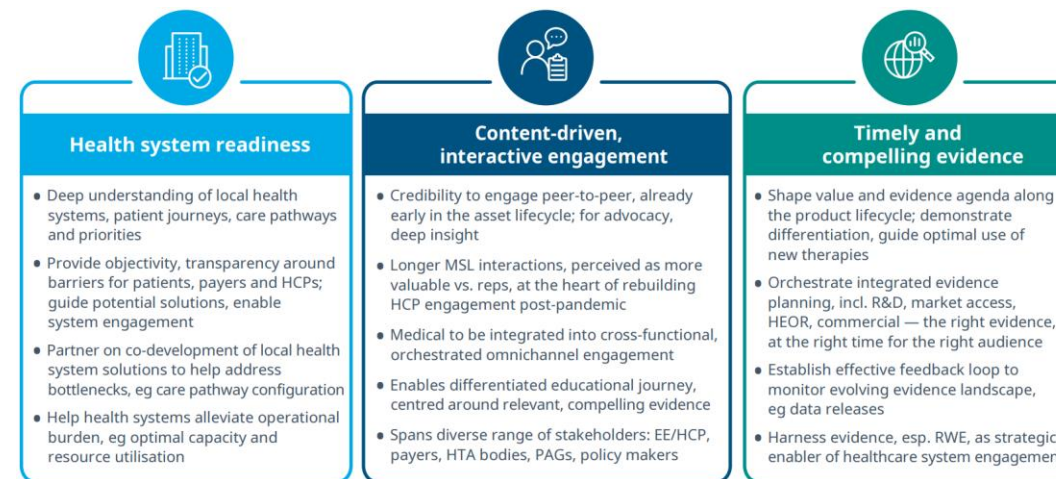 Health system readiness
• Deep understanding of local health
systems, patient journeys, care pathways
and priorities
• Provide objectivity, transparency around
barriers for patients, payers and HCPs;
guide potential solutions, enable
system engagement
• Partner on co-development of local health
system solutions to help address
bottlenecks, eg care pathway configuration
• Help health systems alleviate operational
burden, eg optimal capacity and
resource utilisation
Content-driven,
interactive engagement
• Credibility to engage peer-to-peer, already
early in the asset lifecycle; for advocacy,
deep insight
• Longer MSL interactions, perceived as more
valuable vs. reps, at the heart of rebuilding
HCP engagement post-pandemic
• Medical to be integrated into cross-functional,
orchestrated omnichannel engagement
• Enables differentiated educational journey,
centred around relevant, compelling evidence
• Spans diverse range of stakeholders: EE/HCP,
payers, HTA bodies, PAGs, policy makers
Timely and
compelling evidence
• Shape value and evidence agenda along
the product lifecycle; demonstrate
differentiation, guide optimal use of
new therapies
• Orchestrate integrated evidence
planning, incl. R&D, market access,
HEOR, commercial — the right evidence,
at the right time for the right audience
• Establish effective feedback loop to
monitor evolving evidence landscape,
eg data releases
• Harness evidence, esp. RWE, as strategic
enabler of healthcare system engagemen